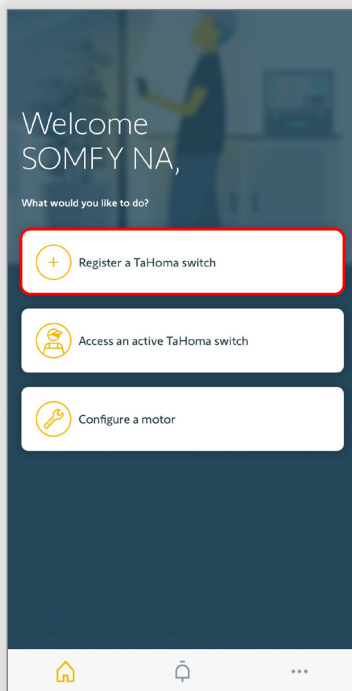 Welcome
SOMFY NA,
What would you like to do?
Register a TaHoma switch
Access an active TaHoma switch
Configure a motor